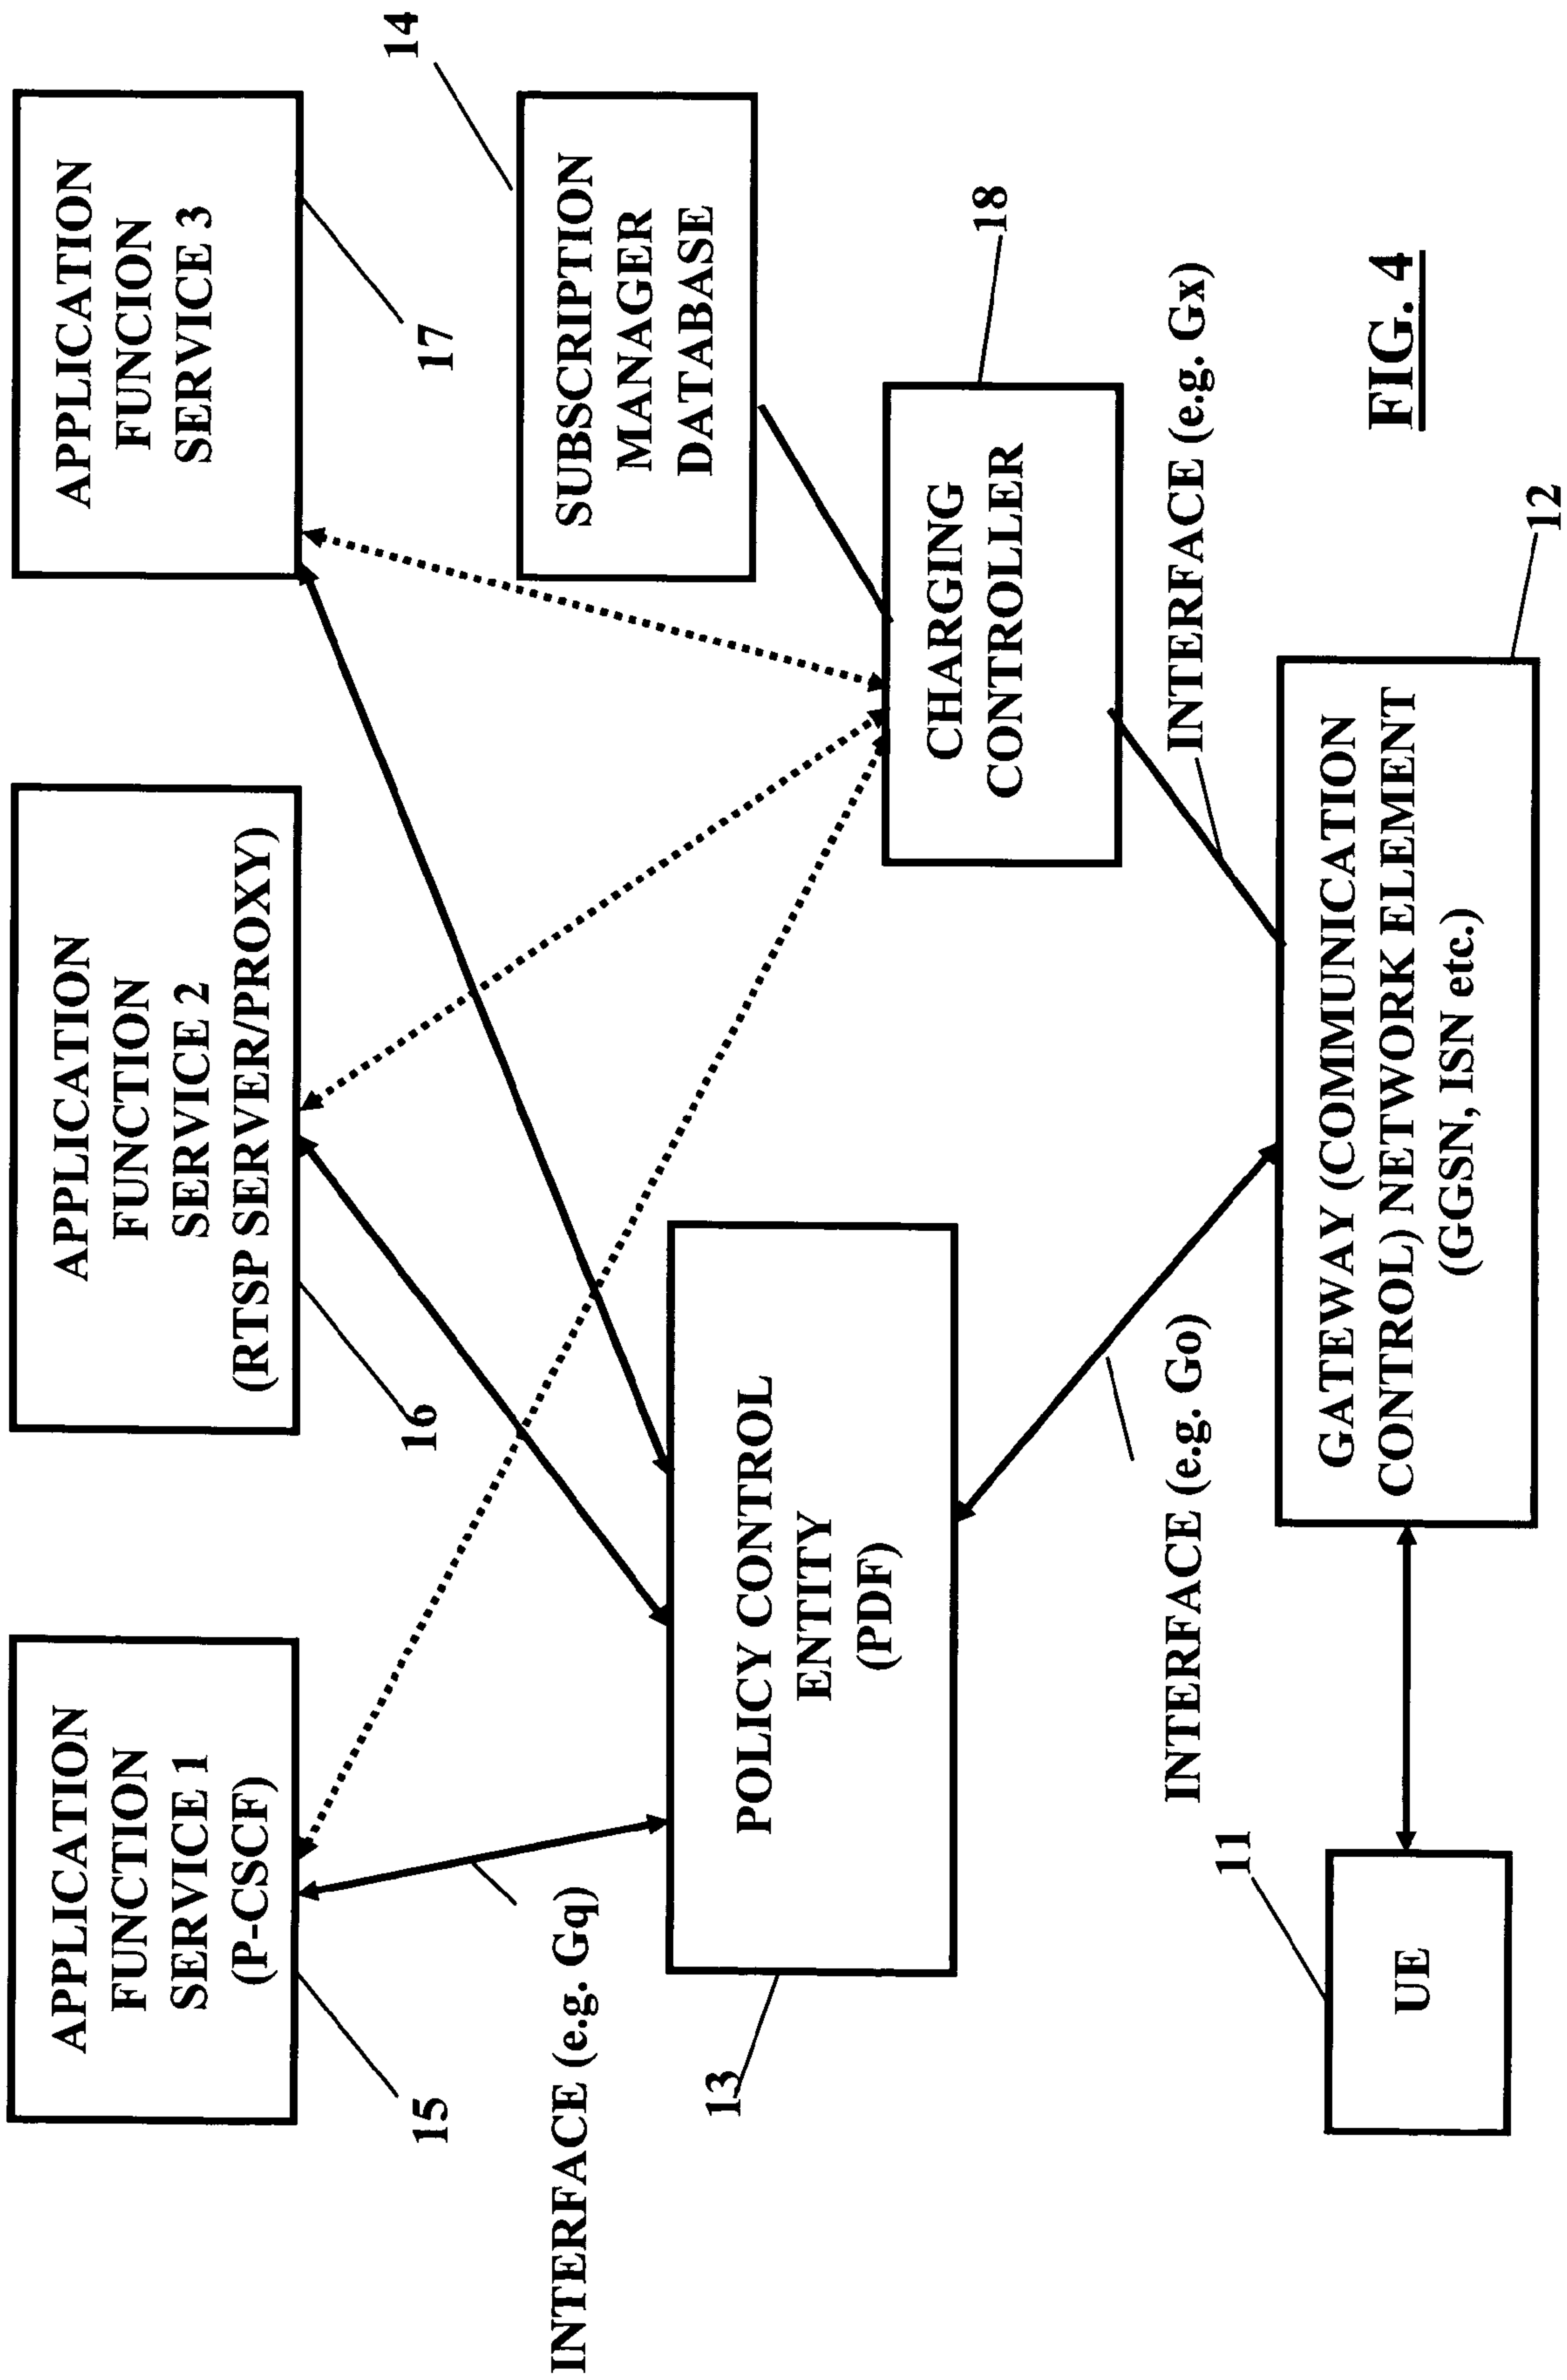 APPLICATION
FUNCTION
SERVICE 1
(P-CSCF)
15
APPLICATION
FUNCTION
SERVICE 2
(RTSP SERVER/PROXY)
16
APPLICATION
FUNCION
SERVICE 3
17
14
SUBSCRIPTION
MANAGER
DATABASE
INTERFACE (e.g. Gq)
13
POLICY CONTROL
ENTITY
(PDF)
CHARGING
CONTROLLER
18
INTERFACE (e.g. Go)
INTERFACE (e.g. Gx)
11
UE
GATEWAY (COMMUNICATION
CONTROL) NETWORK ELEMENT
(GGSN, ISN etc.)
12
FIG. 4